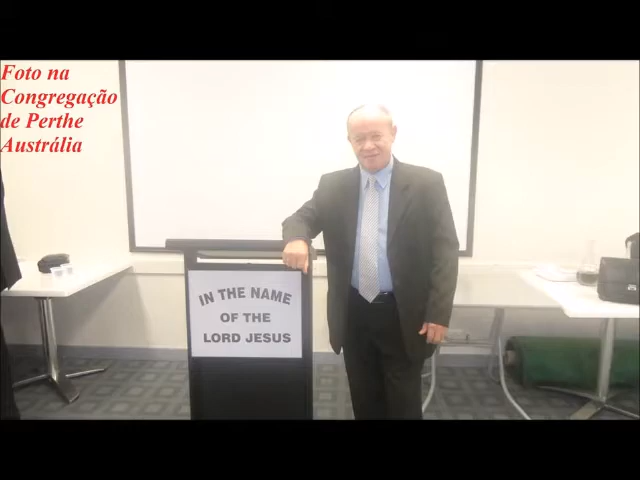 Foto na
Congregação
de Perthe
Austrália
IN THE NAME
OF THE
LORD JESUS